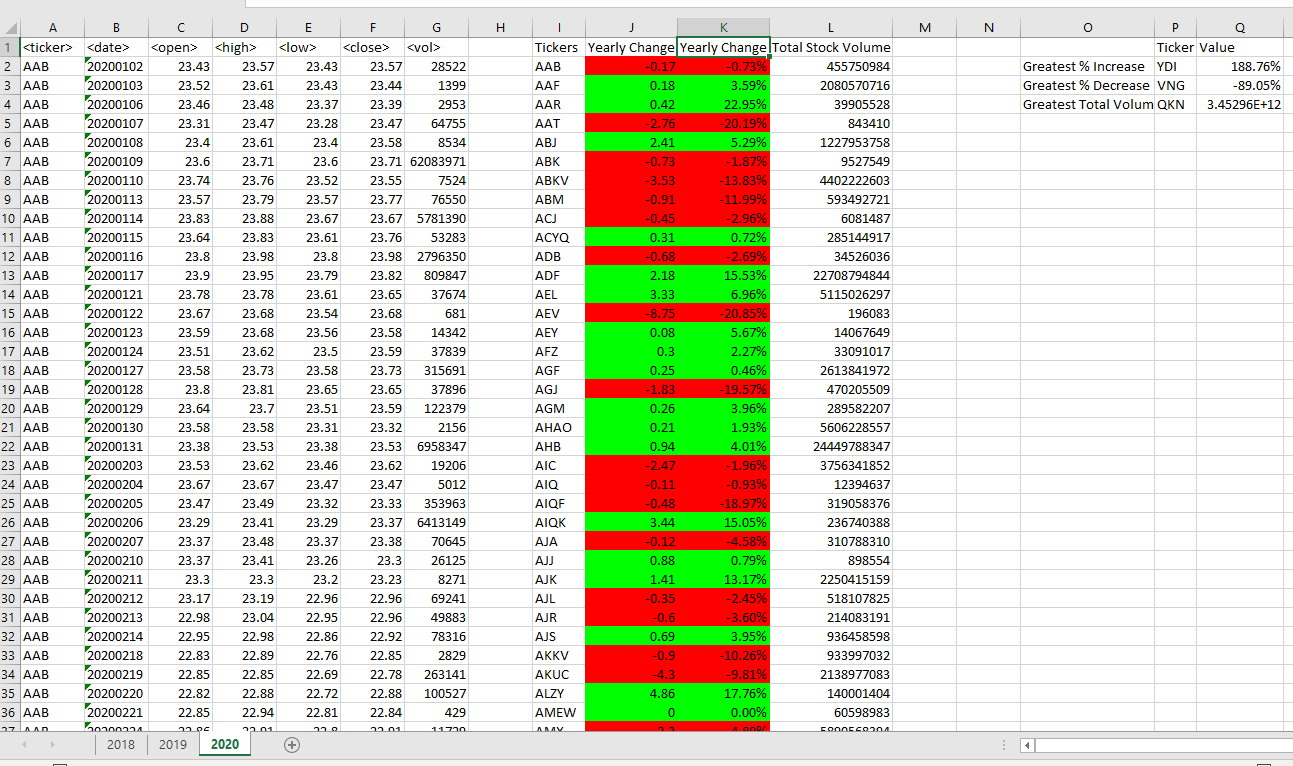 A B C D E F G H I J K L M N O P Q
1 <ticker> <date> <open> <high> <low> <close> <vol> Tickers Yearly Change Yearly Change Total Stock Volume Ticker Value
2 AAB 20200102 23.43 23.57 23.43 23.57 28522 AAB -0.17 -0.73% 455750984 Greatest % Increase YDI 188.76%
3 AAB 20200103 23.52 23.61 23.43 23.44 1399 AAF 0.18 3.59% 2080570716 Greatest % Decrease VNG -89.05%
4 AAB 20200106 23.46 23.48 23.37 23.39 2953 AAR 0.42 22.95% 39905528 Greatest Total Volum QKN 3.45296E+12
5 AAB 20200107 23.31 23.47 23.28 23.47 64755 AAT -2.76 -20.19% 843410
6 AAB 20200108 23.4 23.61 23.4 23.58 8534 ABJ 2.41 5.29% 1227953758
7 AAB 20200109 23.6 23.71 23.6 23.71 62083971 ABK -0.73 -1.87% 9527549
8 AAB 20200110 23.74 23.76 23.52 23.55 7524 ABKV -3.53 -13.83% 4402222603
9 AAB 20200113 23.57 23.79 23.57 23.77 76550 ABM -0.91 -11.99% 593492721
10 AAB 20200114 23.83 23.88 23.67 23.67 5781390 ACJ -0.45 -2.96% 6081487
11 AAB 20200115 23.64 23.83 23.61 23.76 53283 ACYQ 0.31 0.72% 285144917
12 AAB 20200116 23.8 23.98 23.8 23.98 2796350 ADB -0.68 -2.69% 34526036
13 AAB 20200117 23.9 23.95 23.79 23.82 809847 ADF 2.18 15.53% 22708794844
14 AAB 20200121 23.78 23.78 23.61 23.65 37674 AEL 3.33 6.96% 5115026297
15 AAB 20200122 23.67 23.68 23.54 23.68 681 AEV -8.75 -20.85% 196083
16 AAB 20200123 23.59 23.68 23.56 23.58 14342 AEY 0.08 5.67% 14067649
17 AAB 20200124 23.51 23.62 23.5 23.59 37839 AFZ 0.3 2.27% 33091017
18 AAB 20200127 23.58 23.73 23.58 23.73 315691 AGF 0.25 0.46% 2613841972
19 AAB 20200128 23.8 23.81 23.65 23.65 37896 AGJ -1.83 -19.57% 470205509
20 AAB 20200129 23.64 23.7 23.51 23.59 122379 AGM 0.26 3.96% 289582207
21 AAB 20200130 23.58 23.58 23.31 23.32 2156 AHAO 0.21 1.93% 5606228557
22 AAB 20200131 23.38 23.53 23.38 23.53 6958347 AHB 0.94 4.01% 24449788347
23 AAB 20200203 23.53 23.62 23.46 23.62 19206 AIC -2.47 -1.96% 3756341852
24 AAB 20200204 23.67 23.67 23.47 23.47 5012 AIQ -0.11 -0.93% 12394637
25 AAB 20200205 23.47 23.49 23.32 23.33 353963 AIQF -0.48 -18.97% 319058376
26 AAB 20200206 23.29 23.41 23.29 23.37 6413149 AIQK 3.44 15.05% 236740388
27 AAB 20200207 23.37 23.48 23.37 23.38 70645 AJA -0.12 -4.58% 310788310
28 AAB 20200210 23.37 23.41 23.26 23.3 26125 AJJ 0.88 0.79% 898554
29 AAB 20200211 23.3 23.3 23.2 23.23 8271 AJK 1.41 13.17% 2250415159
30 AAB 20200212 23.17 23.19 22.96 22.96 69241 AJL -0.35 -2.45% 518107825
31 AAB 20200213 22.98 23.04 22.95 22.96 49883 AJR -0.6 -3.60% 214083191
32 AAB 20200214 22.95 22.98 22.86 22.92 78316 AJS 0.69 3.95% 936458598
33 AAB 20200218 22.83 22.89 22.76 22.85 2829 AKKV -0.9 -10.26% 933997032
34 AAB 20200219 22.85 22.85 22.69 22.78 263141 AKUC -4.3 -9.81% 2138977083
35 AAB 20200220 22.82 22.88 22.72 22.88 100527 ALZY 4.86 17.76% 140001404
36 AAB 20200221 22.85 22.94 22.81 22.84 429 AMEW 0 0.00% 60598983
37 AAB
2018 2019 2020